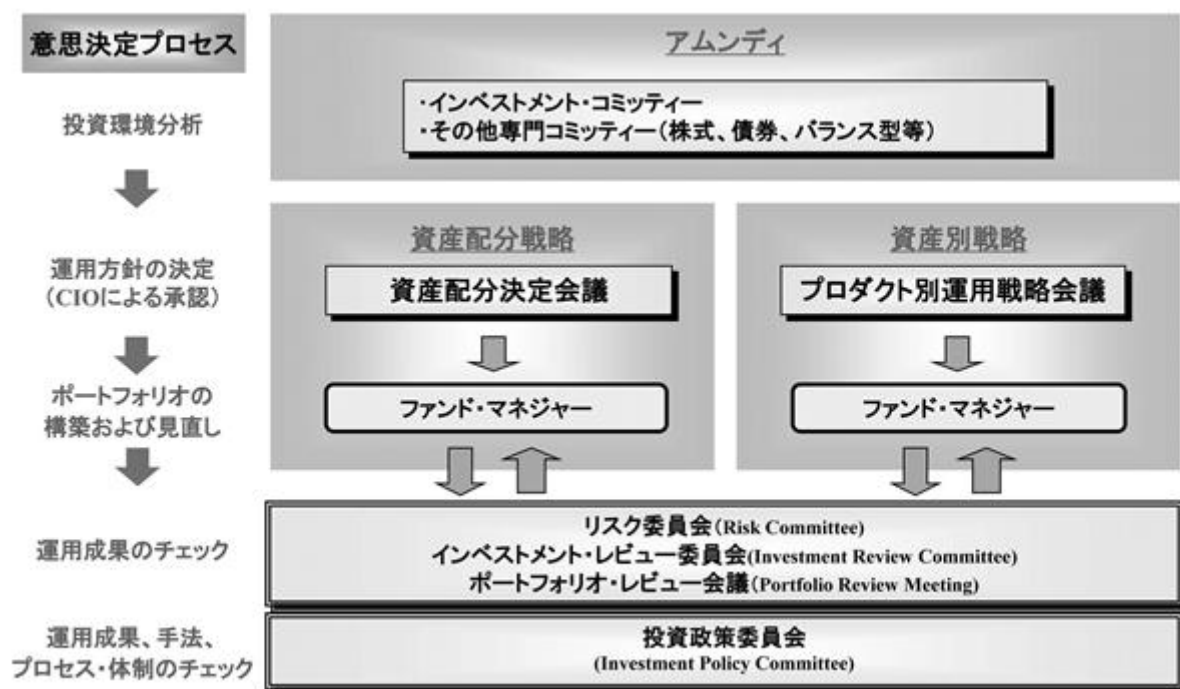 意思決定プロセス
アムンディ
投資環境分析
・インベストメント・コミッティー
・その他専門コミッティー(株式、債券、バランス型等)
運用方針の決定
(CIOによる承認)
資産配分戦略
資産配分決定会議
資産別戦略
プロダクト別運用戦略会議
ポートフォリオの
構築および見直し
ファンド・マネジャー
ファンド・マネジャー
運用成果のチェック
リスク委員会(Risk Committee)
インベストメント・レビュー委員会(Investment Review Committee)
ポートフォリオ・レビュー会議(Portfolio Review Meeting)
運用成果、手法、
プロセス・体制のチェック
投資政策委員会
(Investment Policy Committee)